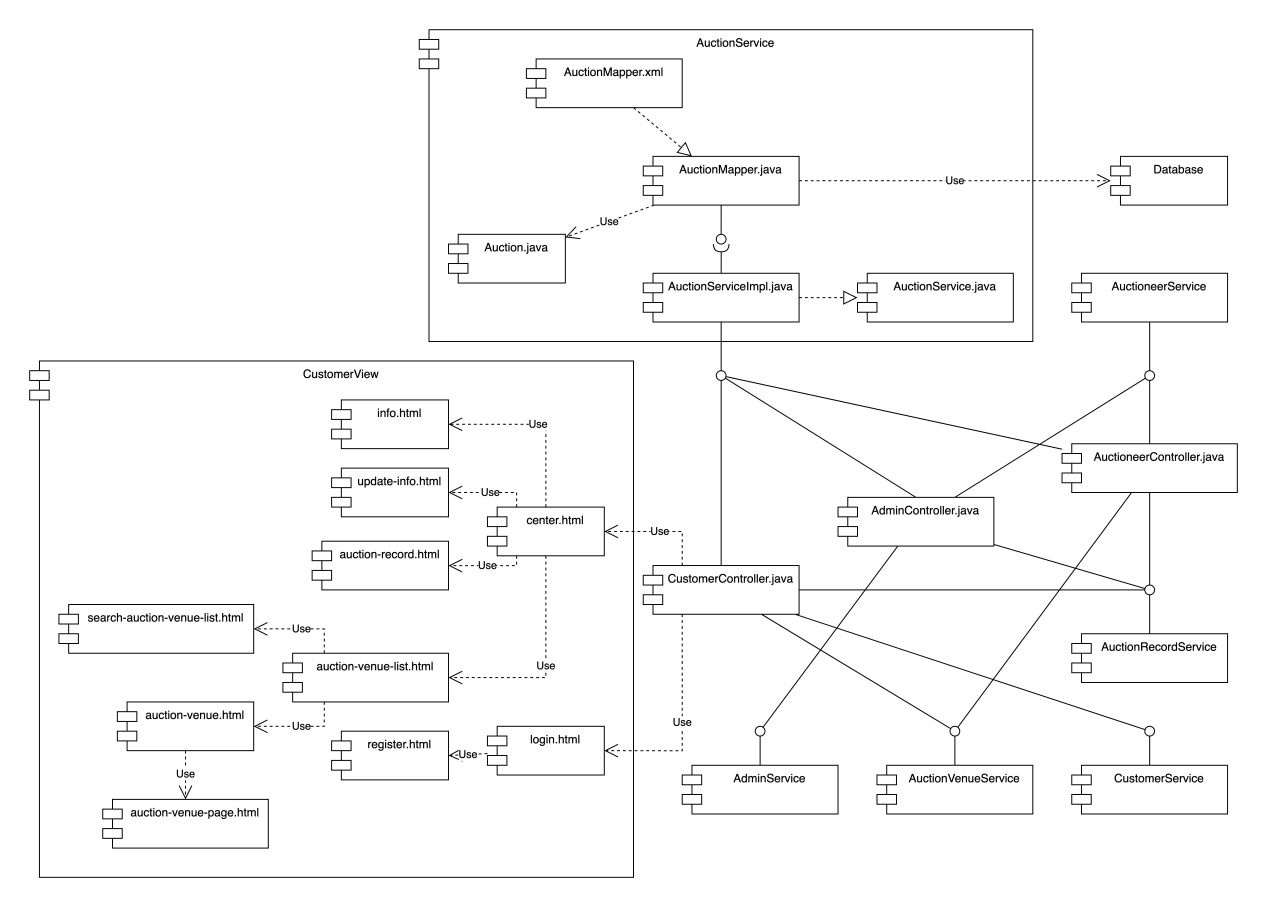 AuctionService
AuctionMapper.xml
AuctionMapper.java
Use
Database
Use
Auction.java
AuctionServiceImpl.java
AuctionService.java
AuctioneerService
CustomerView
info.html
Use
AuctioneerController.java
update-info.html
Use
center.html
AdminController.java
Use
auction-record.html
Use
CustomerController.java
search-auction-venue-list.html
Use
AuctionRecordService
auction-venue-list.html
Use
auction-venue.html
Use
Use
register.html
Use
login.html
Use
AdminService
AuctionVenueService
CustomerService
auction-venue-page.html